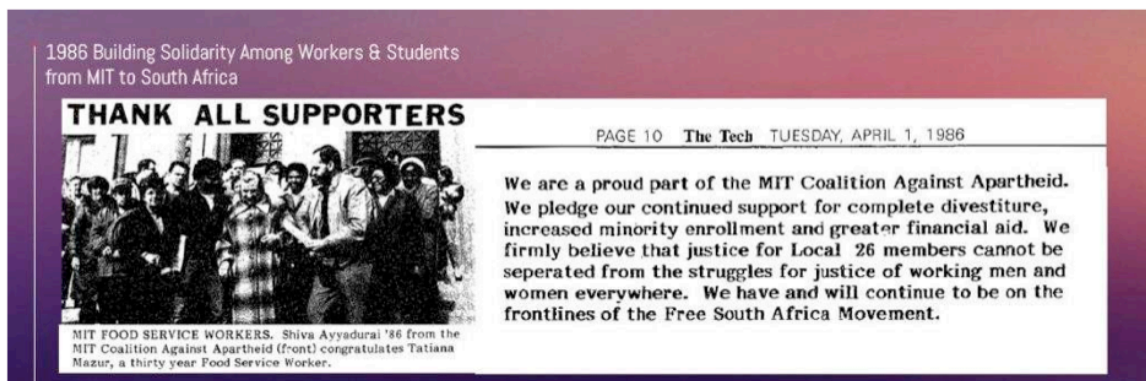 1986 Building Solidarity Among Workers & Students
from MIT to South Africa
THANK ALL SUPPORTERS
MIT FOOD SERVICE WORKERS. Shiva Ayyadurai '86 from the
MIT Coalition Against Apartheid (front) congratulates Tatiana
Mazur, a thirty year Food Service Worker.
PAGE 10 The Tech TUESDAY, APRIL 1, 1986
We are a proud part of the MIT Coalition Against Apartheid.
We pledge our continued support for complete divestiture,
increased minority enrollment and greater financial aid. We
firmly believe that justice for Local 26 members cannot be
seperated from the struggles for justice of working men and
women everywhere. We have and will continue to be on the
frontlines of the Free South Africa Movement.